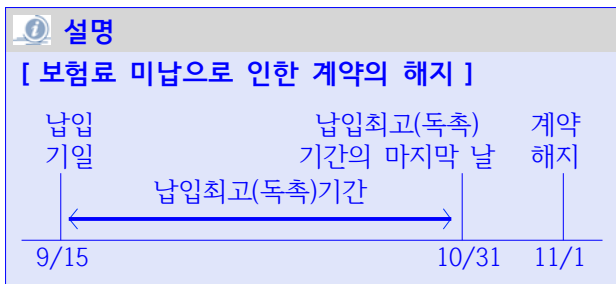 설명
[ 보험료 미납으로 인한 계약의 해지 ]
납입 납입최고(독촉) 계약
기일 기간의 마지막 날 해지
납입최고(독촉)기간
9/15 10/31 11/1